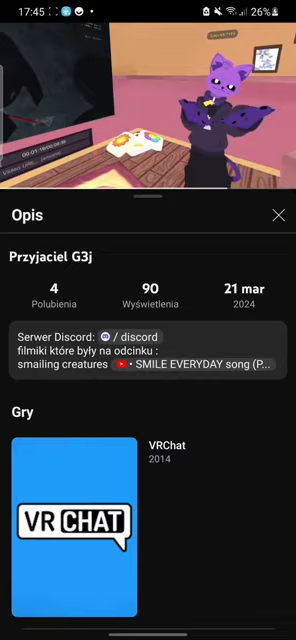 17:45
26%
Opis
Przyjaciel G3j
4
Polubienia
90
Wyświetlenia
21 mar
2024
Serwer Discord: / discord
filmiki które były na odcinku :
smailing creatures • SMILE EVERYDAY song (P...
Gry
VRChat
2014
VR CHAT